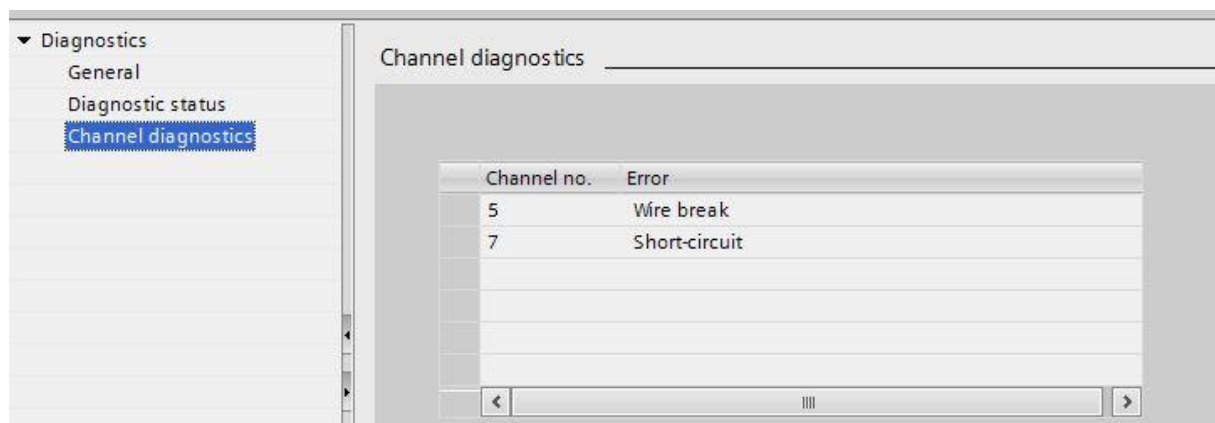 Diagnostics
General
Diagnostic status
Channel diagnostics
Channel diagnostics
Channel no. Error
5 Wire break
7 Short-circuit